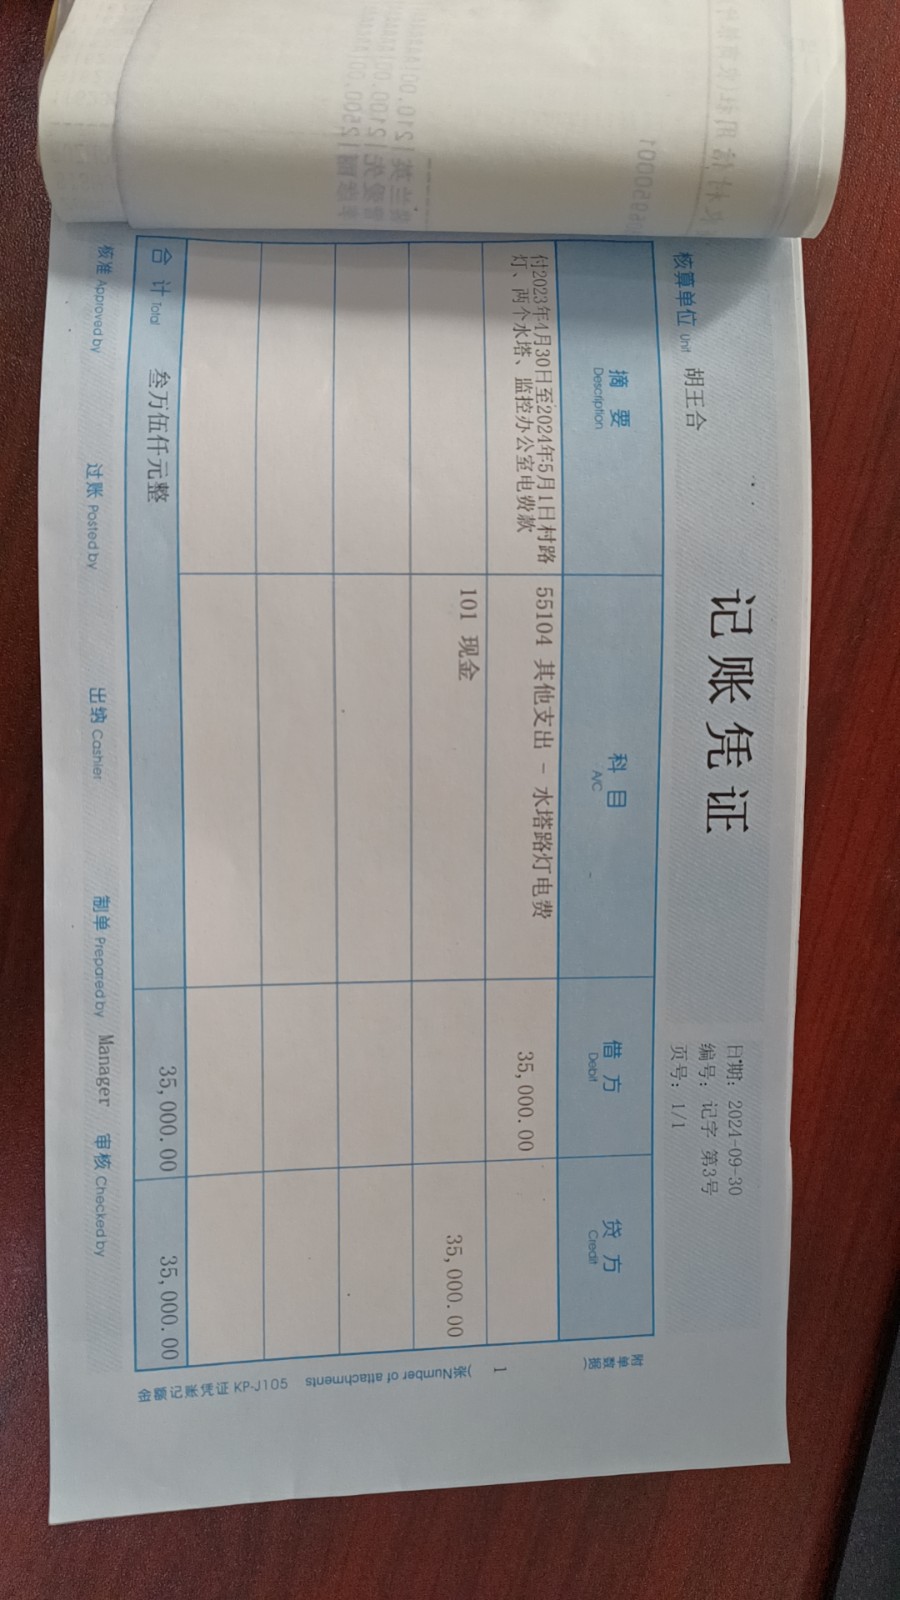 记账凭证
日期: 2024-09-30
编号: 记字 第3号
页号: 1/1
核算单位 Unit 胡王合
摘要 Description 科目 A/C 借方 Debit 贷方 Credit
付2023年4月30日至2024年5月1日村路
灯、两个水塔、监控办公室电费款
55104 其他支出 - 水塔路灯电费 35,000.00
101 现金 35,000.00
合计 Total 叁万伍仟元整 35,000.00 35,000.00
核准 Approved by 过账 Posted by 出纳 Cashier 制单 Prepared by Manager 审核 Checked by
附单数据( 1 张Number of attachments)
金额记账凭证 KP-J105